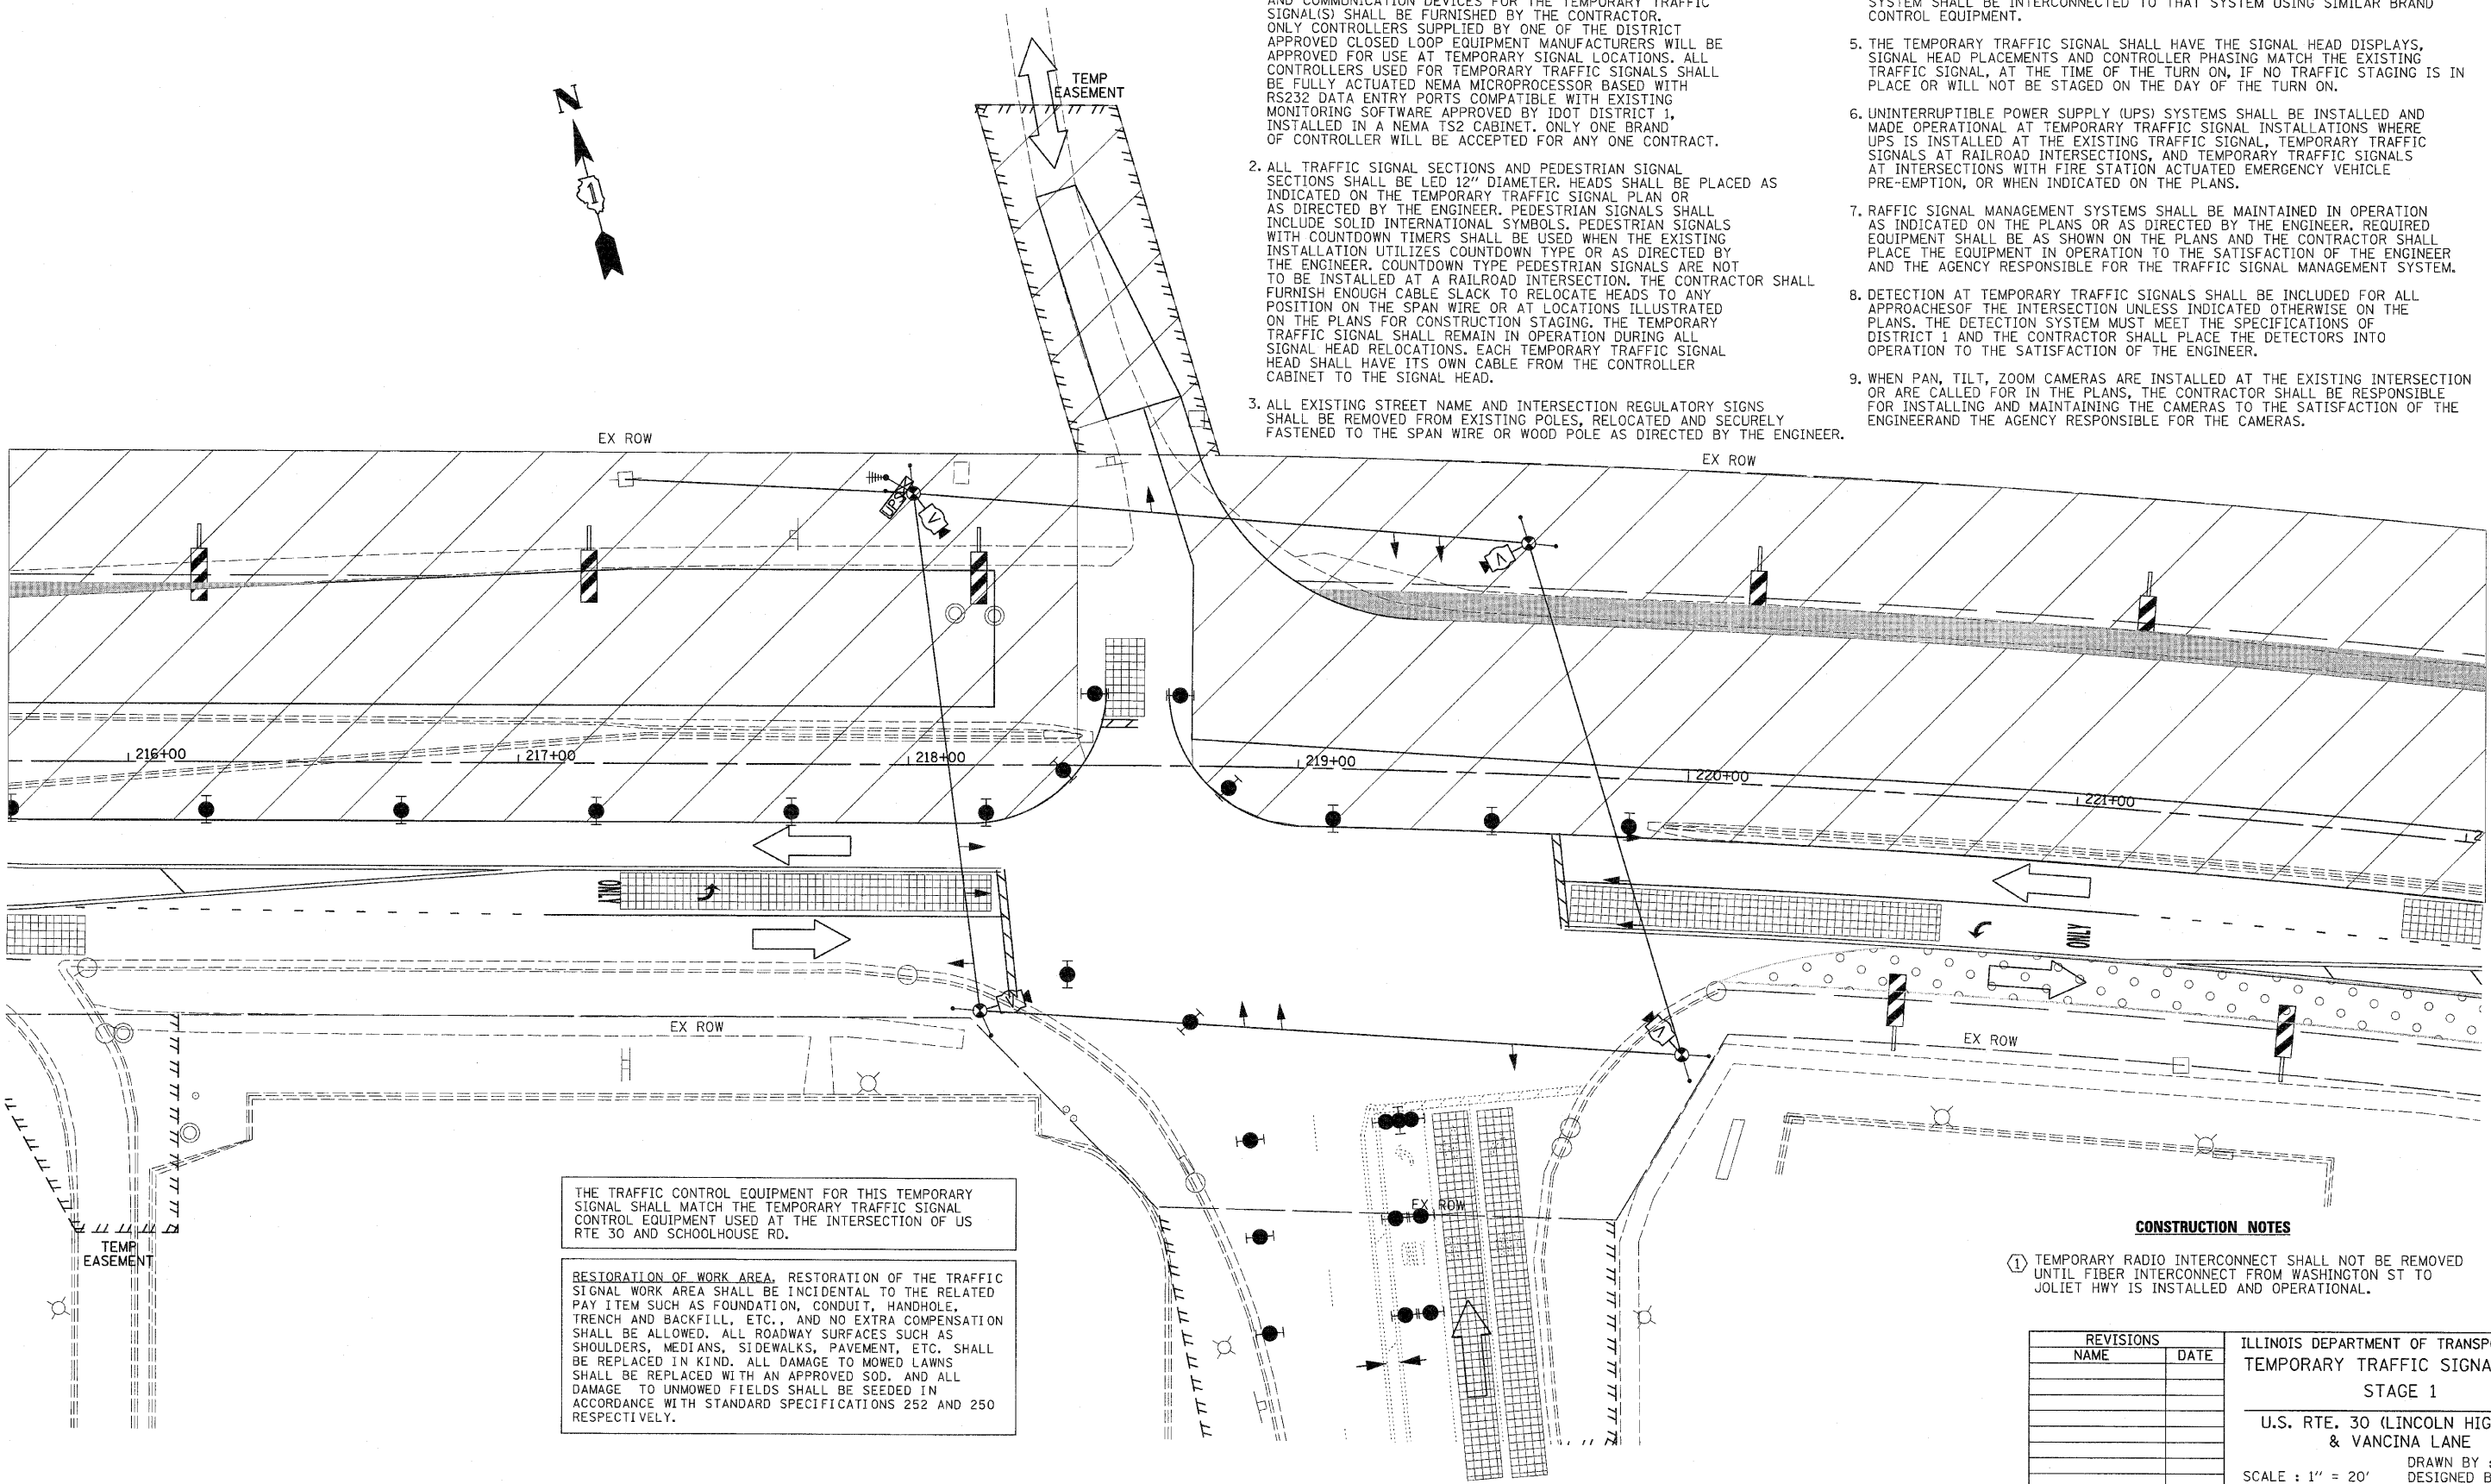 AND COMMUNICATION DEVICES FOR THE TEMPORARY TRAFFIC
SIGNAL(S) SHALL BE FURNISHED BY THE CONTRACTOR.
ONLY CONTROLLERS SUPPLIED BY ONE OF THE DISTRICT
APPROVED CLOSED LOOP EQUIPMENT MANUFACTURERS WILL BE
APPROVED FOR USE AT TEMPORARY SIGNAL LOCATIONS. ALL
CONTROLLERS USED FOR TEMPORARY TRAFFIC SIGNALS SHALL
BE FULLY ACTUATED NEMA MICROPROCESSOR BASED WITH
RS232 DATA ENTRY PORTS COMPATIBLE WITH EXISTING
MONITORING SOFTWARE APPROVED BY IDOT DISTRICT 1,
INSTALLED IN A NEMA TS2 CABINET. ONLY ONE BRAND
OF CONTROLLER WILL BE ACCEPTED FOR ANY ONE CONTRACT.
2. ALL TRAFFIC SIGNAL SECTIONS AND PEDESTRIAN SIGNAL
SECTIONS SHALL BE LED 12" DIAMETER. HEADS SHALL BE PLACED AS
INDICATED ON THE TEMPORARY TRAFFIC SIGNAL PLAN OR
AS DIRECTED BY THE ENGINEER. PEDESTRIAN SIGNALS SHALL
INCLUDE SOLID INTERNATIONAL SYMBOLS. PEDESTRIAN SIGNALS
WITH COUNTDOWN TIMERS SHALL BE USED WHEN THE EXISTING
INSTALLATION UTILIZES COUNTDOWN TYPE OR AS DIRECTED BY
THE ENGINEER. COUNTDOWN TYPE PEDESTRIAN SIGNALS ARE NOT
TO BE INSTALLED AT A RAILROAD INTERSECTION. THE CONTRACTOR SHALL
FURNISH ENOUGH CABLE SLACK TO RELOCATE HEADS TO ANY
POSITION ON THE SPAN WIRE OR AT LOCATIONS ILLUSTRATED
ON THE PLANS FOR CONSTRUCTION STAGING. THE TEMPORARY
TRAFFIC SIGNAL SHALL REMAIN IN OPERATION DURING ALL
SIGNAL HEAD RELOCATIONS. EACH TEMPORARY TRAFFIC SIGNAL
HEAD SHALL HAVE ITS OWN CABLE FROM THE CONTROLLER
CABINET TO THE SIGNAL HEAD.
3. ALL EXISTING STREET NAME AND INTERSECTION REGULATORY SIGNS
SHALL BE REMOVED FROM EXISTING POLES, RELOCATED AND SECURELY
FASTENED TO THE SPAN WIRE OR WOOD POLE AS DIRECTED BY THE ENGINEER.
SYSTEM SHALL BE INTERCONNECTED TO THAT SYSTEM USING SIMILAR BRAND
CONTROL EQUIPMENT.
5. THE TEMPORARY TRAFFIC SIGNAL SHALL HAVE THE SIGNAL HEAD DISPLAYS,
SIGNAL HEAD PLACEMENTS AND CONTROLLER PHASING MATCH THE EXISTING
TRAFFIC SIGNAL, AT THE TIME OF THE TURN ON, IF NO TRAFFIC STAGING IS IN
PLACE OR WILL NOT BE STAGED ON THE DAY OF THE TURN ON.
6. UNINTERRUPTIBLE POWER SUPPLY (UPS) SYSTEMS SHALL BE INSTALLED AND
MADE OPERATIONAL AT TEMPORARY TRAFFIC SIGNAL INSTALLATIONS WHERE
UPS IS INSTALLED AT THE EXISTING TRAFFIC SIGNAL, TEMPORARY TRAFFIC
SIGNALS AT RAILROAD INTERSECTIONS, AND TEMPORARY TRAFFIC SIGNALS
AT INTERSECTIONS WITH FIRE STATION ACTUATED EMERGENCY VEHICLE
PRE-EMPTION, OR WHEN INDICATED ON THE PLANS.
7. RAFFIC SIGNAL MANAGEMENT SYSTEMS SHALL BE MAINTAINED IN OPERATION
AS INDICATED ON THE PLANS OR AS DIRECTED BY THE ENGINEER. REQUIRED
EQUIPMENT SHALL BE AS SHOWN ON THE PLANS AND THE CONTRACTOR SHALL
PLACE THE EQUIPMENT IN OPERATION TO THE SATISFACTION OF THE ENGINEER
AND THE AGENCY RESPONSIBLE FOR THE TRAFFIC SIGNAL MANAGEMENT SYSTEM.
8. DETECTION AT TEMPORARY TRAFFIC SIGNALS SHALL BE INCLUDED FOR ALL
APPROACHESOF THE INTERSECTION UNLESS INDICATED OTHERWISE ON THE
PLANS. THE DETECTION SYSTEM MUST MEET THE SPECIFICATIONS OF
DISTRICT 1 AND THE CONTRACTOR SHALL PLACE THE DETECTORS INTO
OPERATION TO THE SATISFACTION OF THE ENGINEER.
9. WHEN PAN, TILT, ZOOM CAMERAS ARE INSTALLED AT THE EXISTING INTERSECTION
OR ARE CALLED FOR IN THE PLANS, THE CONTRACTOR SHALL BE RESPONSIBLE
FOR INSTALLING AND MAINTAINING THE CAMERAS TO THE SATISFACTION OF THE
ENGINEERAND THE AGENCY RESPONSIBLE FOR THE CAMERAS.
N
1
TEMP
EASEMENT
EX ROW
EX ROW
UPS
V
V
216+00
217+00
218+00
219+00
220+00
221+00
2
ONLY
ONLY
V
V
EX ROW
EX ROW
EX ROW
TEMP
EASEMENT
THE TRAFFIC CONTROL EQUIPMENT FOR THIS TEMPORARY
SIGNAL SHALL MATCH THE TEMPORARY TRAFFIC SIGNAL
CONTROL EQUIPMENT USED AT THE INTERSECTION OF US
RTE 30 AND SCHOOLHOUSE RD.
RESTORATION OF WORK AREA. RESTORATION OF THE TRAFFIC
SIGNAL WORK AREA SHALL BE INCIDENTAL TO THE RELATED
PAY ITEM SUCH AS FOUNDATION, CONDUIT, HANDHOLE,
TRENCH AND BACKFILL, ETC., AND NO EXTRA COMPENSATION
SHALL BE ALLOWED. ALL ROADWAY SURFACES SUCH AS
SHOULDERS, MEDIANS, SIDEWALKS, PAVEMENT, ETC. SHALL
BE REPLACED IN KIND. ALL DAMAGE TO MOWED LAWNS
SHALL BE REPLACED WITH AN APPROVED SOD, AND ALL
DAMAGE TO UNMOWED FIELDS SHALL BE SEEDED IN
ACCORDANCE WITH STANDARD SPECIFICATIONS 252 AND 250
RESPECTIVELY.
CONSTRUCTION NOTES
1 TEMPORARY RADIO INTERCONNECT SHALL NOT BE REMOVED
UNTIL FIBER INTERCONNECT FROM WASHINGTON ST TO
JOLIET HWY IS INSTALLED AND OPERATIONAL.
REVISIONS
NAME DATE
ILLINOIS DEPARTMENT OF TRANSP
TEMPORARY TRAFFIC SIGNA
STAGE 1
U.S. RTE. 30 (LINCOLN HIG
& VANCINA LANE
DRAWN BY
SCALE : 1" = 20' DESIGNED B